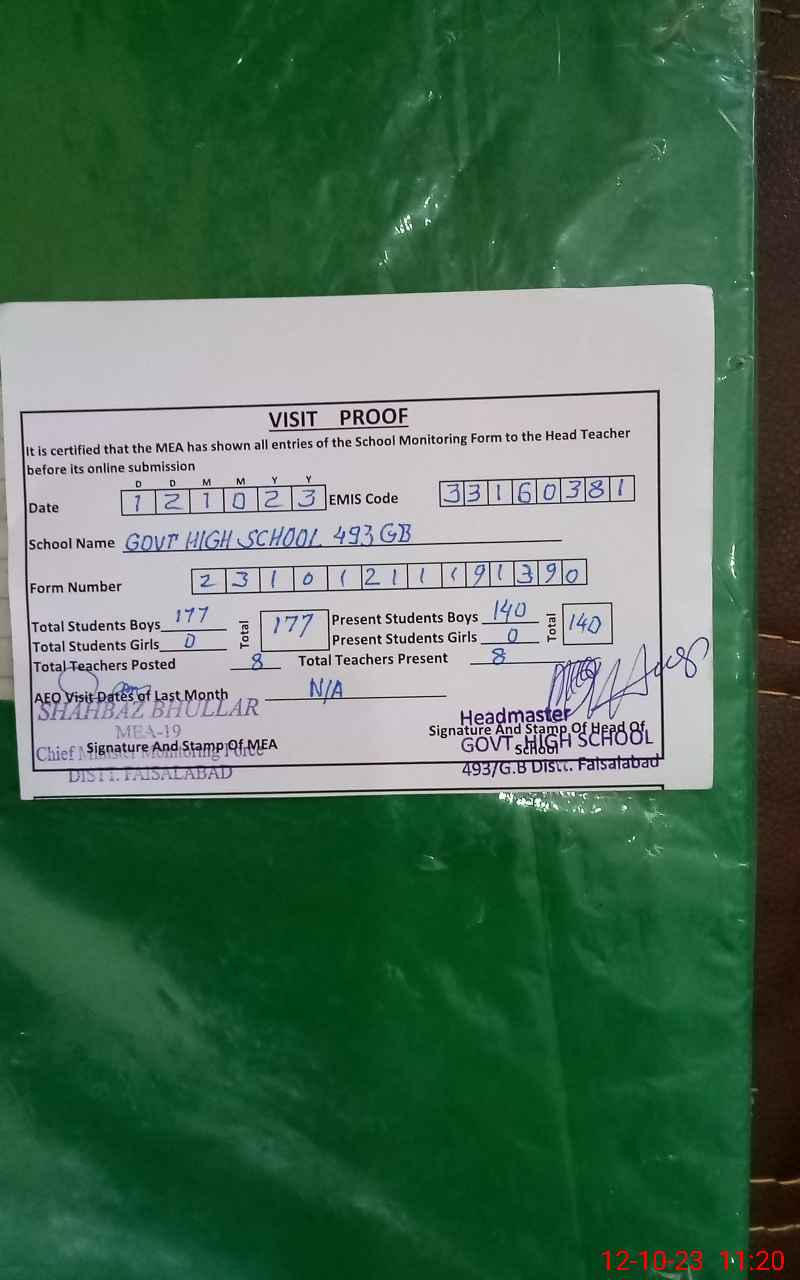 VISIT PROOF
It is certified that the MEA has shown all entries of the School Monitoring Form to the Head Teacher
before its online submission
D D M M Y Y
Date 1 2 1 0 2 3 EMIS Code 3 3 1 6 0 3 8 1
School Name GOVT HIGH SCHOOL 493 GB
Form Number 2 3 1 0 1 2 1 1 1 9 1 3 9 0
Total Students Boys 177 Total 177 Present Students Boys 140 Total 140
Total Students Girls 0 Present Students Girls 0
Total Teachers Posted 8 Total Teachers Present 8
AEO Visit Dates of Last Month N/A
SHAHBAZ BHULLAR
MEA-19
Chief Minister Monitoring Force
Signature And Stamp Of MEA
DISTT. FAISALABAD
Headmaster
Signature And Stamp Of Head Of
School
GOVT. HIGH SCHOOL
493/G.B Distt. Faisalabad
12-10-23 11:20